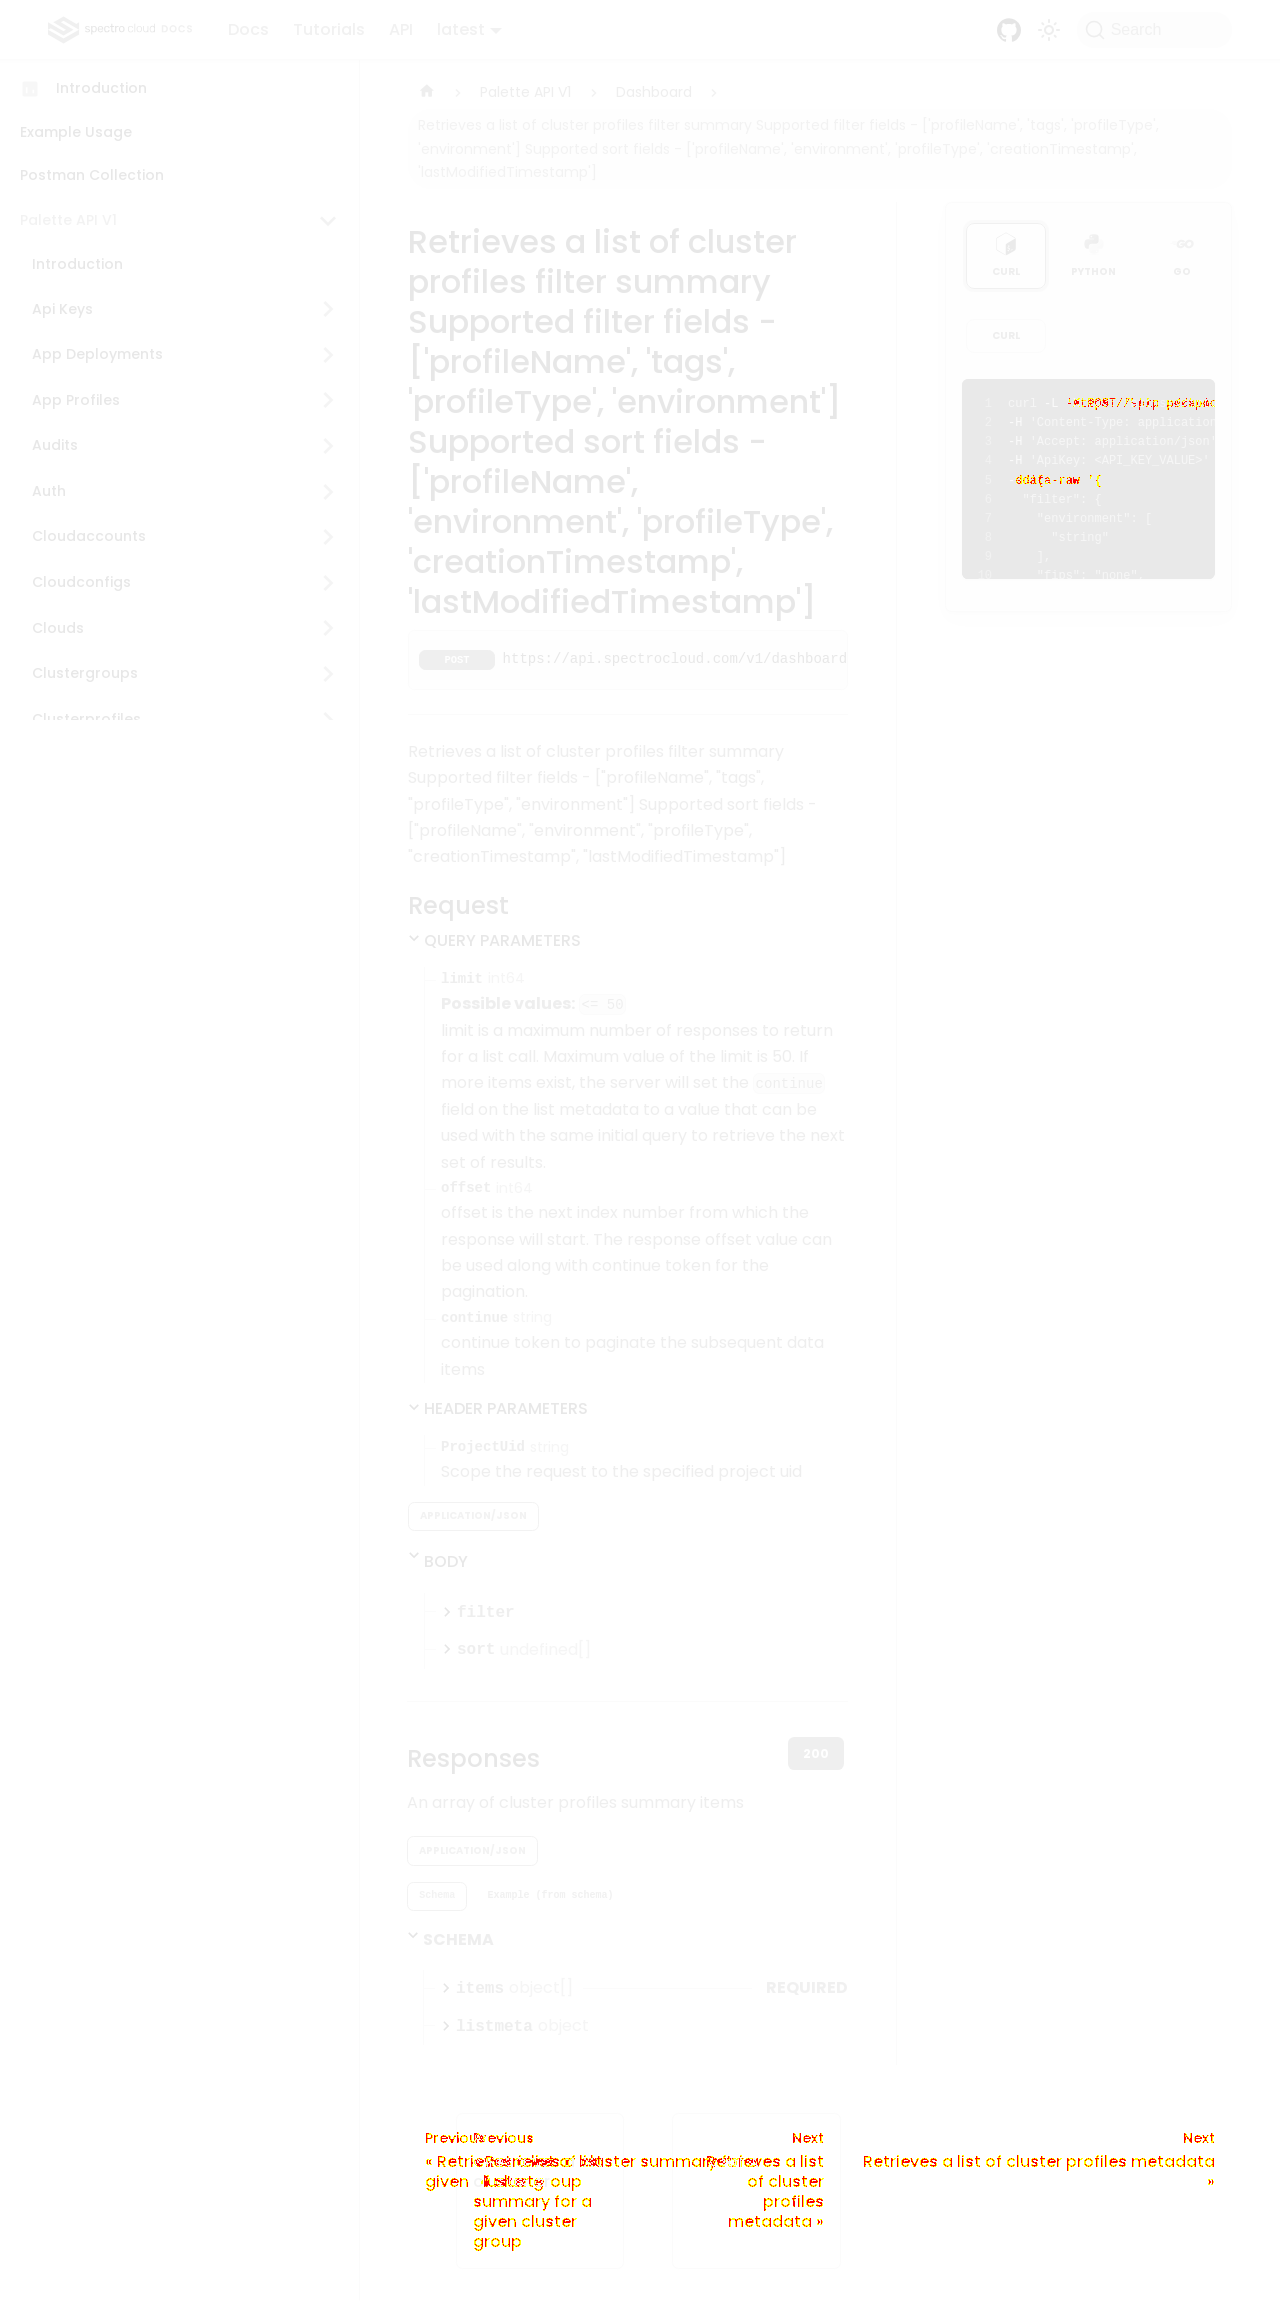 spectro cloud DOCS Docs Tutorials API latest Search
Introduction
Example Usage
Postman Collection
Palette API V1
Introduction
Api Keys
App Deployments
App Profiles
Audits
Auth
Cloudaccounts
Cloudconfigs
Clouds
Clustergroups
Clusterprofiles
Palette API V1 Dashboard
Retrieves a list of cluster profiles filter summary Supported filter fields - ['profileName', 'tags', 'profileType',
'environment'] Supported sort fields - ['profileName', 'environment', 'profileType', 'creationTimestamp',
'lastModifiedTimestamp']
Retrieves a list of cluster
profiles filter summary
Supported filter fields -
['profileName', 'tags',
'profileType', 'environment']
Supported sort fields -
['profileName',
'environment', 'profileType',
'creationTimestamp',
'lastModifiedTimestamp']
POST https://api.spectrocloud.com/v1/dashboard
Retrieves a list of cluster profiles filter summary
Supported filter fields - ["profileName", "tags",
"profileType", "environment"] Supported sort fields -
["profileName", "environment", "profileType",
"creationTimestamp", "lastModifiedTimestamp"]
Request
QUERY PARAMETERS
limit int64
Possible values: <= 50
limit is a maximum number of responses to return
for a list call. Maximum value of the limit is 50. If
more items exist, the server will set the continue
field on the list metadata to a value that can be
used with the same initial query to retrieve the next
set of results.
offset int64
offset is the next index number from which the
response will start. The response offset value can
be used along with continue token for the
pagination.
continue string
continue token to paginate the subsequent data
items
HEADER PARAMETERS
ProjectUid string
Scope the request to the specified project uid
APPLICATION/JSON
BODY
filter
sort undefined[]
Responses 200
An array of cluster profiles summary items
APPLICATION/JSON
Schema Example (from schema)
SCHEMA
items object[] REQUIRED
listmeta object
CURL PYTHON GO
CURL
1 curl -L
2 -H 'Content-Type: application
3 -H 'Accept: application/json'
4 -H 'ApiKey: <API_KEY_VALUE>'
5 data-raw '{
6 "filter": {
7 "environment": [
8 "string"
9 ],
10 "fips": "none",
Previous
summary for a
given cluster
group
Next
Retrieves a list
of cluster
profiles
metadata »
Next
Retrieves a list of cluster profiles metadata
»